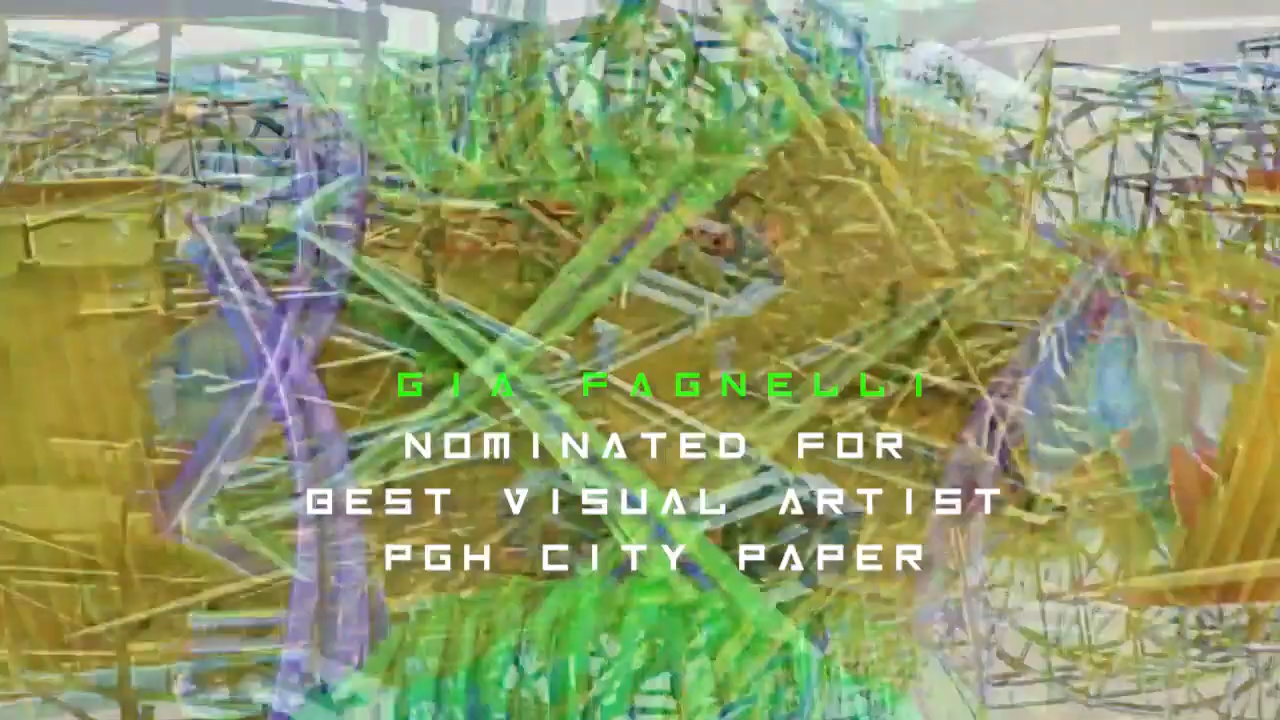 GIA FAGNELLI
NOMINATED FOR
BEST VISUAL ARTIST
PGH CITY PAPER